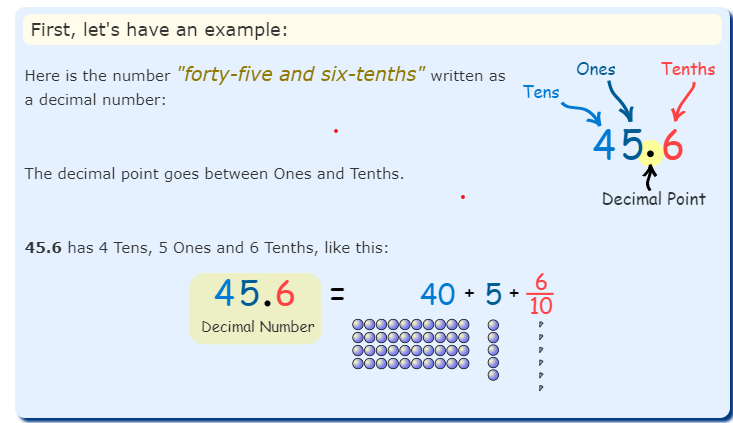 First, let's have an example:
Here is the number "forty-five and six-tenths" written as
a decimal number:
Tens
Ones
Tenths
45.6
Decimal Point
The decimal point goes between Ones and Tenths.
45.6 has 4 Tens, 5 Ones and 6 Tenths, like this:
45.6 = 40 + 5 + 6/10
Decimal Number